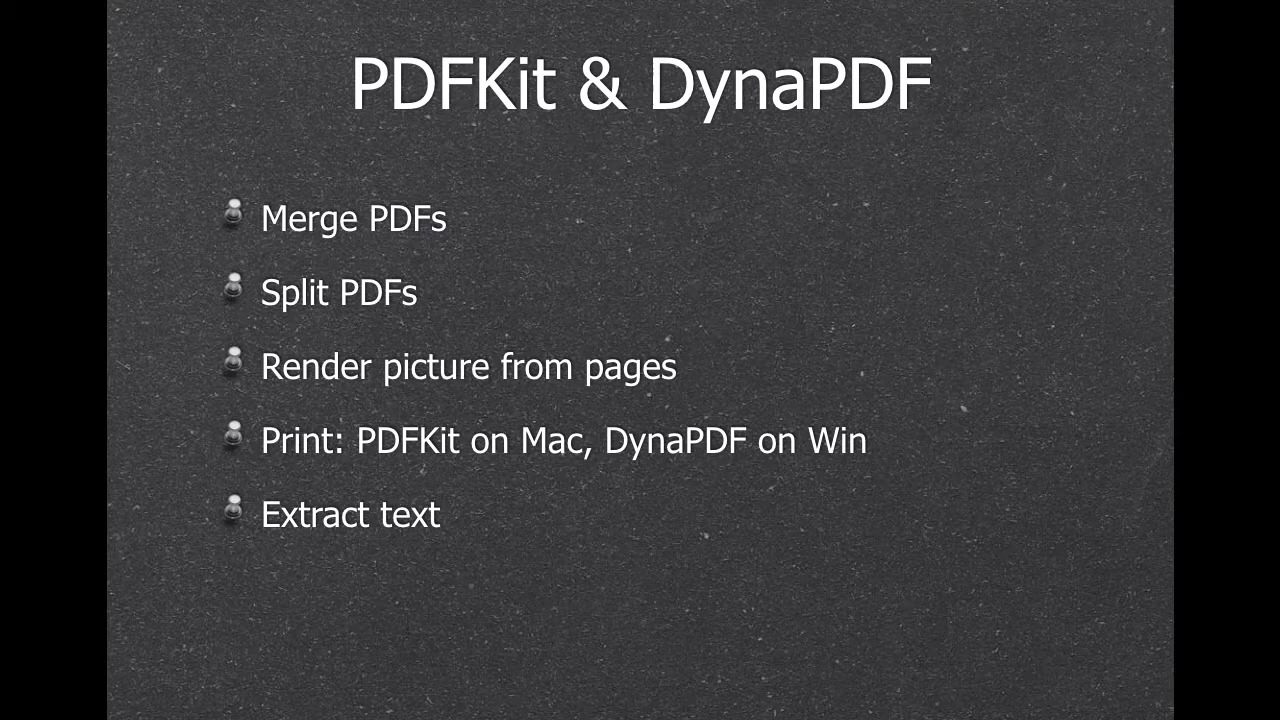 PDFKit & DynaPDF
Merge PDFs
Split PDFs
Render picture from pages
Print: PDFKit on Mac, DynaPDF on Win
Extract text